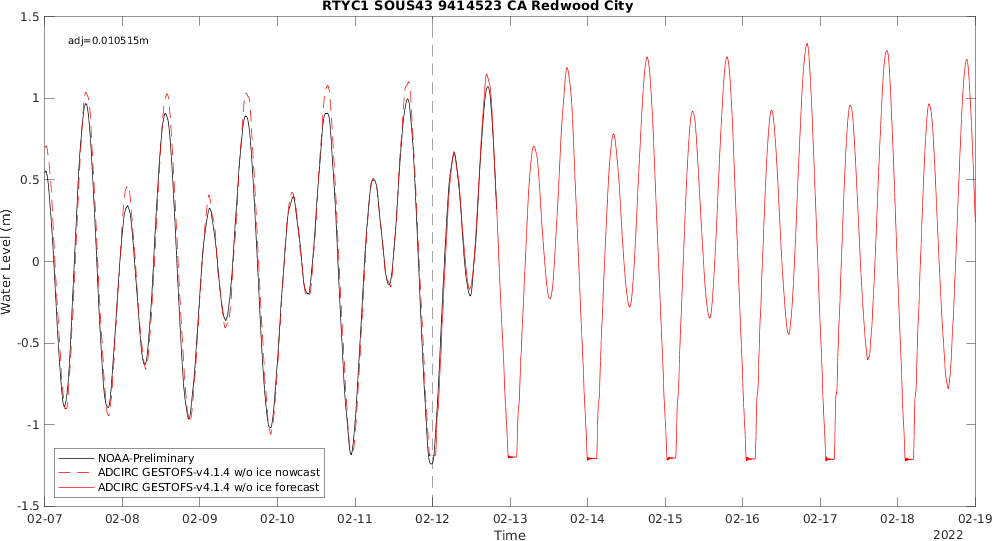 RTYC1 SOUS43 9414523 CA Redwood City
adj=0.010515m
1.5
1
0.5
0
-0.5
-1
-1.5
Water Level (m)
NOAA-Preliminary
ADCIRC GESTOFS-v4.1.4 w/o ice nowcast
ADCIRC GESTOFS-v4.1.4 w/o ice forecast
02-07 02-08 02-09 02-10 02-11 02-12 02-13 02-14 02-15 02-16 02-17 02-18 02-19
Time
2022